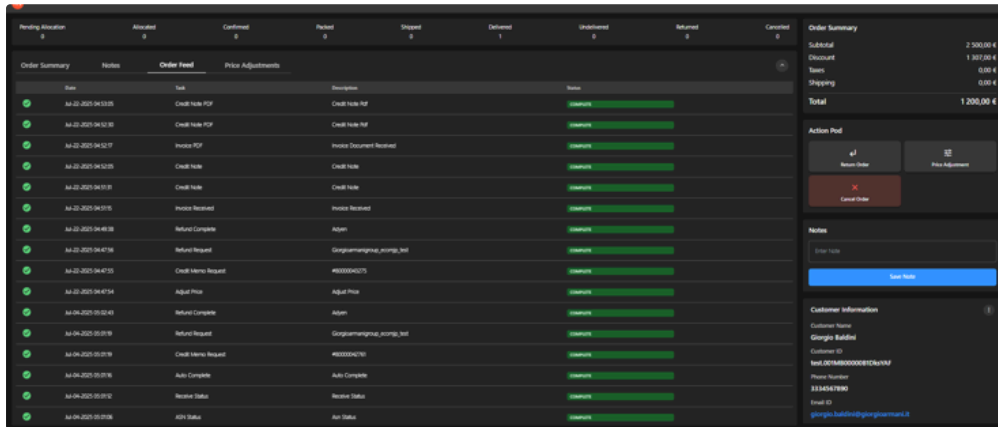 Pending Allocation Allocated Confirmed Packed Shipped Delivered Undelivered Returned Cancelled
0 0 0 0 0 1 0 0 0
Order Summary Notes Order Feed Price Adjustments
Date Task Description Status
Jul-22-2025 04:53:05 Credit Note PDF Credit Note Pdf COMPLETE
Jul-22-2025 04:52:30 Credit Note PDF Credit Note Pdf COMPLETE
Jul-22-2025 04:52:17 Invoice PDF Invoice Document Received COMPLETE
Jul-22-2025 04:52:05 Credit Note Credit Note COMPLETE
Jul-22-2025 04:51:31 Credit Note Credit Note COMPLETE
Jul-22-2025 04:51:15 Invoice Received Invoice Received COMPLETE
Jul-22-2025 04:49:38 Refund Complete Adyen COMPLETE
Jul-22-2025 04:47:56 Refund Request Giorgioarmanigroup_ecomjp_test COMPLETE
Jul-22-2025 04:47:55 Credit Memo Request #80000043275 COMPLETE
Jul-22-2025 04:47:54 Adjust Price Adjust Price COMPLETE
Jul-04-2025 05:02:43 Refund Complete Adyen COMPLETE
Jul-04-2025 05:01:19 Refund Request Giorgioarmanigroup_ecomjp_test COMPLETE
Jul-04-2025 05:01:19 Credit Memo Request #80000042761 COMPLETE
Jul-04-2025 05:01:16 Auto Complete Auto Complete COMPLETE
Jul-04-2025 05:01:12 Receive Status Receive Status COMPLETE
Jul-04-2025 05:01:06 ASN Status Asn Status COMPLETE
Order Summary
Subtotal 2 500,00 €
Discount 1 307,00 €
Taxes 0,00 €
Shipping 0,00 €
Total 1 200,00 €
Action Pod
Return Order Price Adjustment
Cancel Order
Notes
Enter Note
Save Note
Customer Information
Customer Name
Giorgio Baldini
Customer ID
Phone Number
3334567890
Email ID
giorgio.baldini@giorgioarmani.it